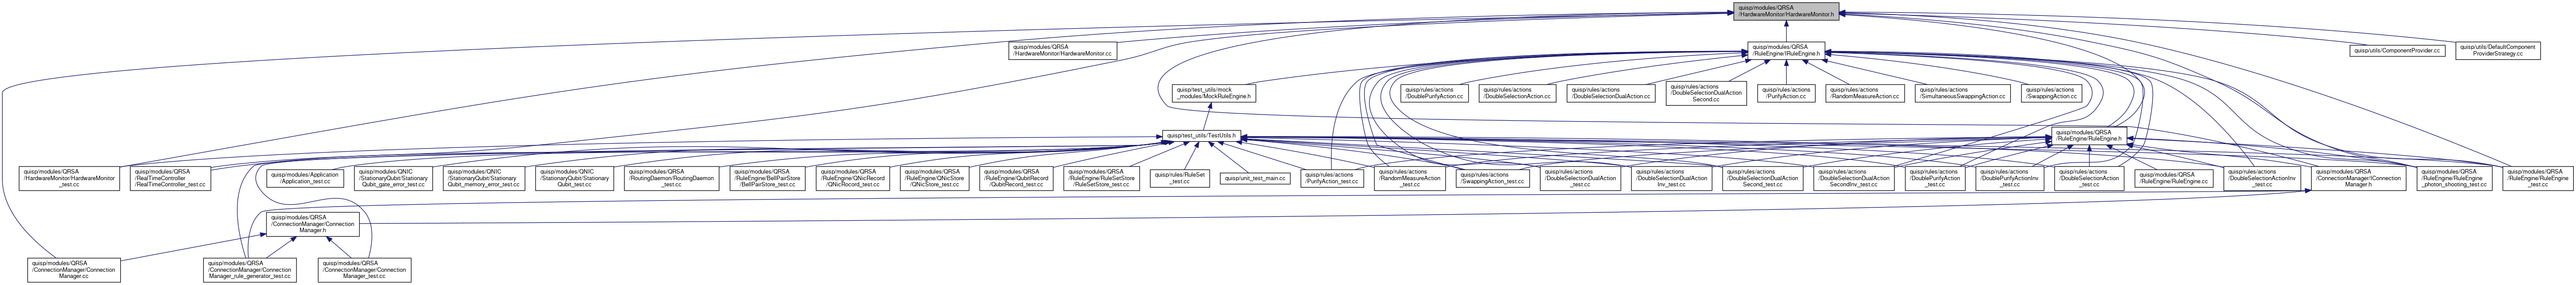 quisp/modules/QRSA
/HardwareMonitor/HardwareMonitor.h
quisp/modules/QRSA
/HardwareMonitor/HardwareMonitor.cc
quisp/modules/QRSA
/RuleEngine/IRuleEngine.h
quisp/utils/ComponentProvider.cc
quisp/utils/DefaultComponent
ProviderStrategy.cc
quisp/test_utils/mock
_modules/MockRuleEngine.h
quisp/rules/actions
/DoublePurifyAction.cc
quisp/rules/actions
/DoubleSelectionAction.cc
quisp/rules/actions
/DoubleSelectionDualAction.cc
quisp/rules/actions
/DoubleSelectionDualAction
Second.cc
quisp/rules/actions
/PurifyAction.cc
quisp/rules/actions
/RandomMeasureAction.cc
quisp/rules/actions
/SimultaneousSwappingAction.cc
quisp/rules/actions
/SwappingAction.cc
quisp/test_utils/TestUtils.h
quisp/modules/QRSA
/RuleEngine/RuleEngine.h
quisp/modules/QRSA
/HardwareMonitor/HardwareMonitor
_test.cc
quisp/modules/QRSA
/RealTimeController
/RealTimeController_test.cc
quisp/modules/Application
/Application_test.cc
quisp/modules/QNIC
/StationaryQubit/Stationary
Qubit_gate_error_test.cc
quisp/modules/QNIC
/StationaryQubit/Stationary
Qubit_memory_error_test.cc
quisp/modules/QNIC
/StationaryQubit/Stationary
Qubit_test.cc
quisp/modules/QRSA
/RoutingDaemon/RoutingDaemon
_test.cc
quisp/modules/QRSA
/RuleEngine/BellPairStore
/BellPairStore_test.cc
quisp/modules/QRSA
/RuleEngine/QNicRecord
/QNicRocord_test.cc
quisp/modules/QRSA
/RuleEngine/QNicStore
/QNicStore_test.cc
quisp/modules/QRSA
/RuleEngine/QubitRecord
/QubitRecord_test.cc
quisp/modules/QRSA
/RuleEngine/RuleSetStore
/RuleSetStore_test.cc
quisp/rules/RuleSet
_test.cc
quisp/unit_test_main.cc
quisp/rules/actions
/PurifyAction_test.cc
quisp/rules/actions
/RandomMeasureAction
_test.cc
quisp/rules/actions
/SwappingAction_test.cc
quisp/rules/actions
/DoubleSelectionDualAction
_test.cc
quisp/rules/actions
/DoubleSelectionDualAction
Inv_test.cc
quisp/rules/actions
/DoubleSelectionDualAction
Second_test.cc
quisp/rules/actions
/DoubleSelectionDualAction
SecondInv_test.cc
quisp/rules/actions
/DoublePurifyAction
_test.cc
quisp/rules/actions
/DoublePurifyActionInv
_test.cc
quisp/rules/actions
/DoubleSelectionAction
_test.cc
quisp/modules/QRSA
/RuleEngine/RuleEngine.cc
quisp/rules/actions
/DoubleSelectionActionInv
_test.cc
quisp/modules/QRSA
/ConnectionManager/IConnection
Manager.h
quisp/modules/QRSA
/RuleEngine/RuleEngine
_photon_shooting_test.cc
quisp/modules/QRSA
/RuleEngine/RuleEngine
_test.cc
quisp/modules/QRSA
/ConnectionManager/Connection
Manager.h
quisp/modules/QRSA
/ConnectionManager/Connection
Manager.cc
quisp/modules/QRSA
/ConnectionManager/Connection
Manager_rule_generator_test.cc
quisp/modules/QRSA
/ConnectionManager/Connection
Manager_test.cc